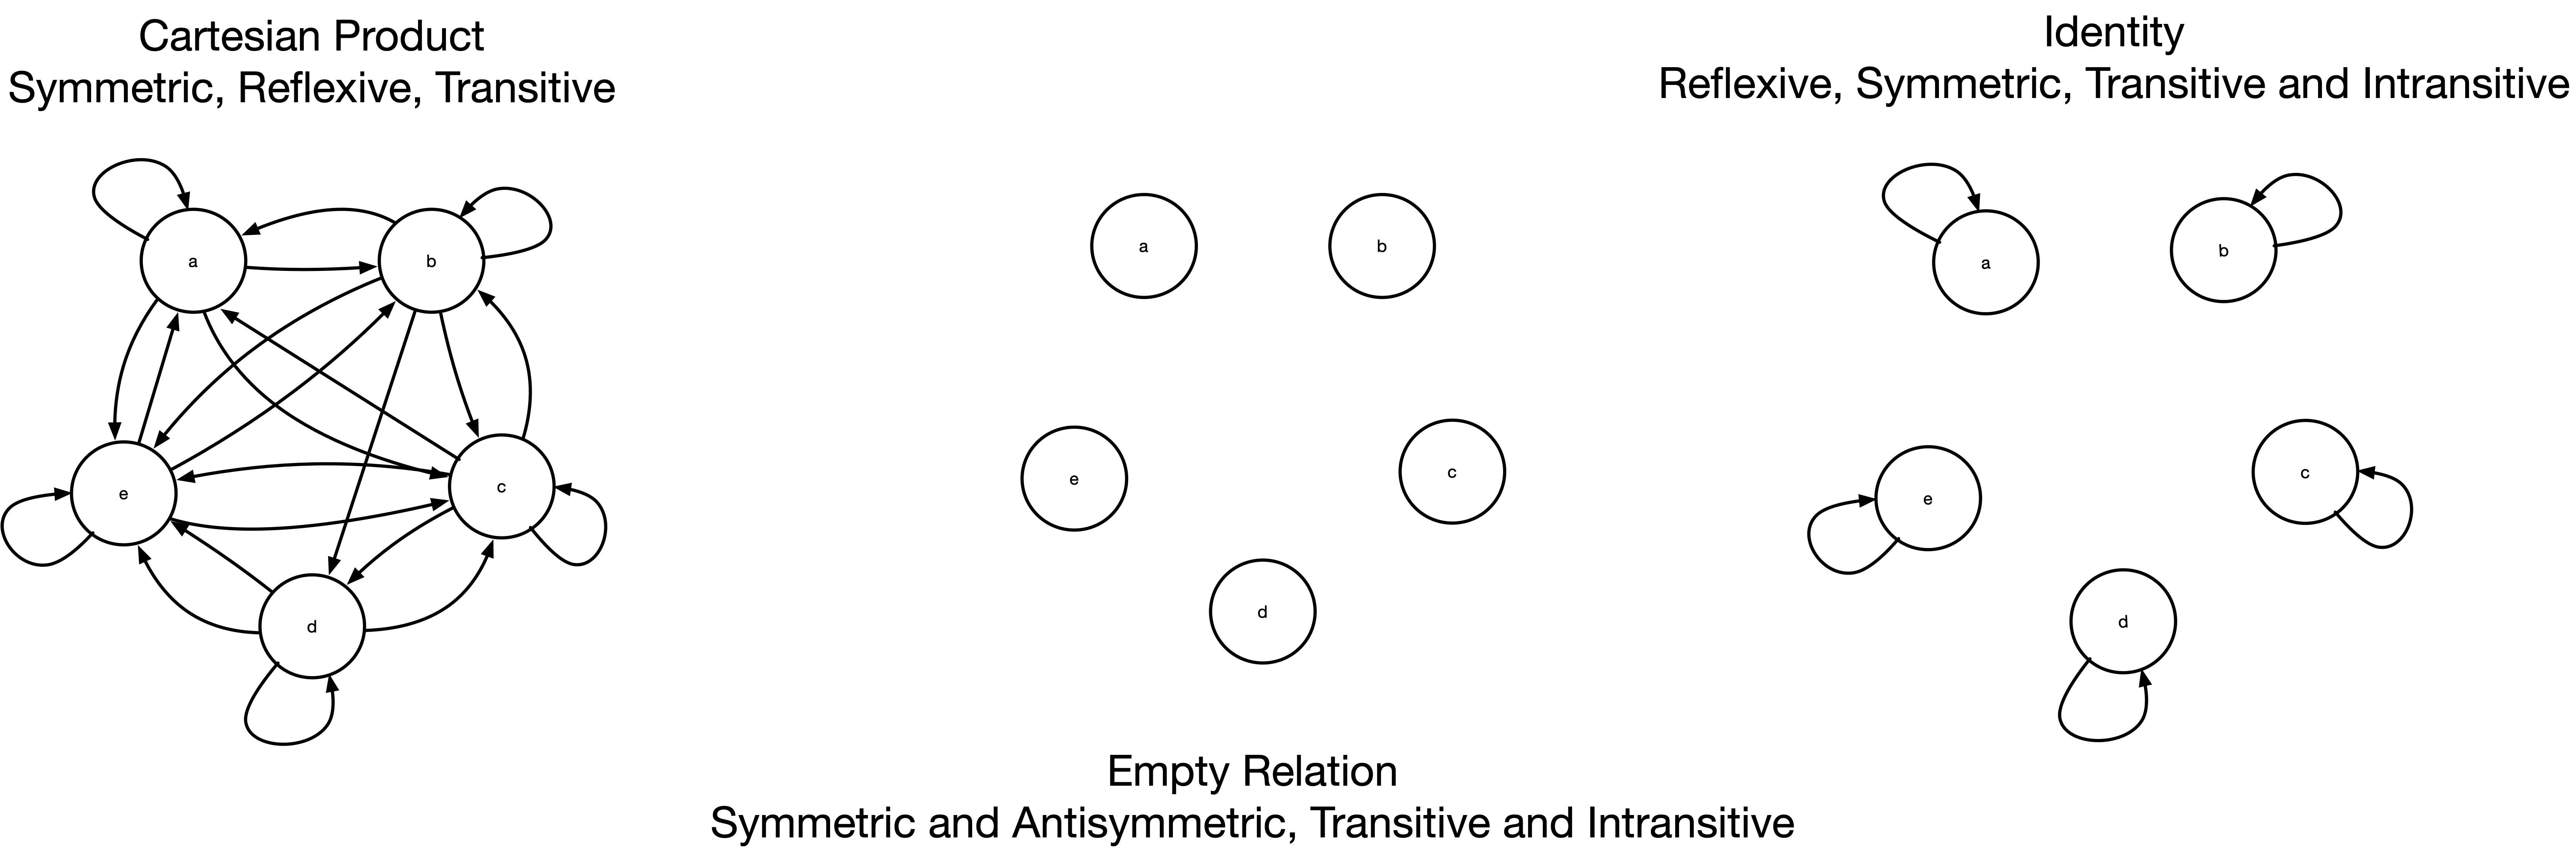 Cartesian Product
Symmetric, Reflexive, Transitive
a
b
e
c
d
a
b
e
c
d
Empty Relation
Symmetric and Antisymmetric, Transitive and Intransitive
Identity
Reflexive, Symmetric, Transitive and Intransitive
a
b
e
c
d